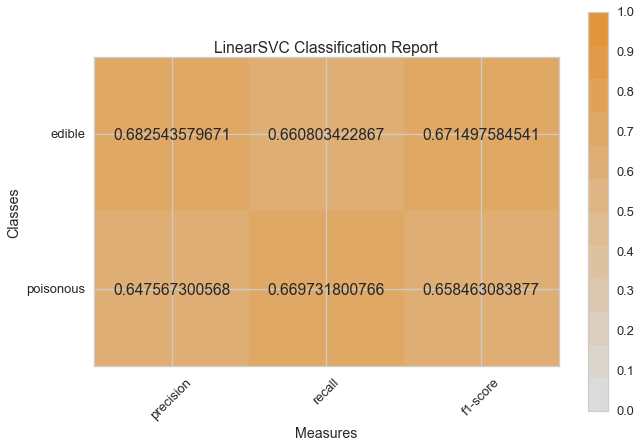 LinearSVC Classification Report
Classes
edible
0.682543579671 0.660803422867 0.671497584541
poisonous
0.647567300568 0.669731800766 0.658463083877
precision recall f1-score
Measures
1.0
0.9
0.8
0.7
0.6
0.5
0.4
0.3
0.2
0.1
0.0